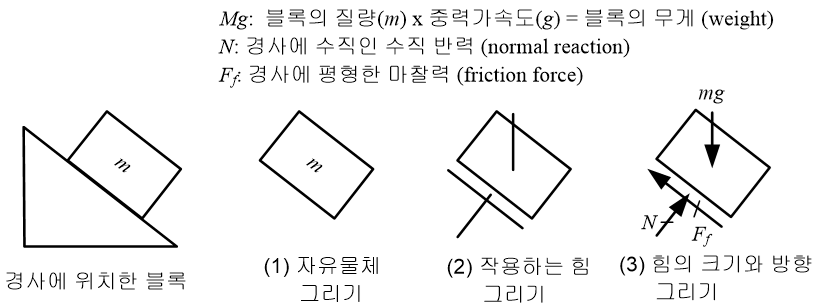 Mg: 블록의 질량(m) x 중력가속도(g) = 블록의 무게 (weight)
N: 경사에 수직인 수직 반력 (normal reaction)
Ff: 경사에 평형한 마찰력 (friction force)
mg
m
m
N
Ff
경사에 위치한 블록
(1) 자유물체
그리기
(2) 작용하는 힘
그리기
(3) 힘의 크기와 방향
그리기